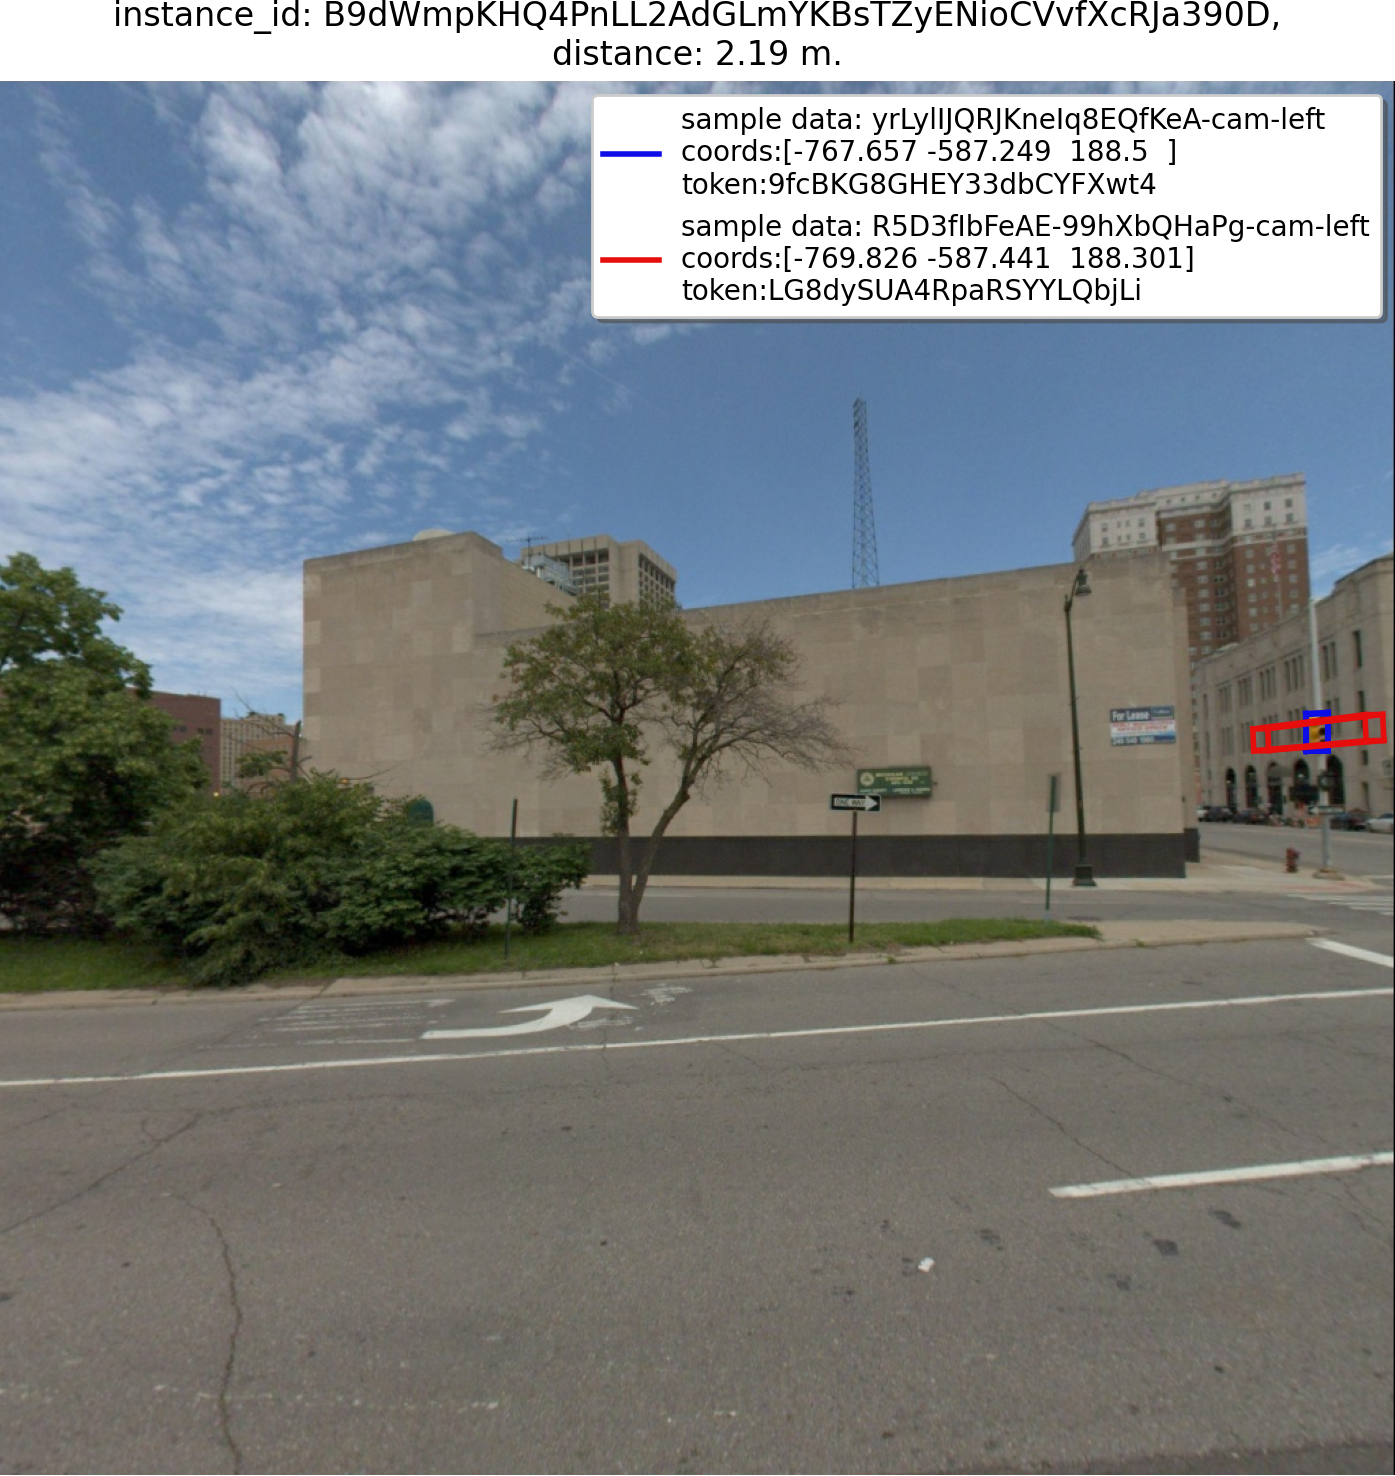 instance_id: B9dWmpKHQ4PnLL2AdGLmYKBsTZyENioCVvfXcRJa390D,
distance: 2.19 m.
sample data: yrLylIJQRJKneIq8EQfKeA-cam-left
coords:[-767.657 -587.249  188.5  ]
token:9fcBKG8GHEY33dbCYFXwt4
sample data: R5D3fIbFeAE-99hXbQHaPg-cam-left
coords:[-769.826 -587.441  188.301]
token:LG8dySUA4RpaRSYYLQbjLi
For Lease
ONE WAY